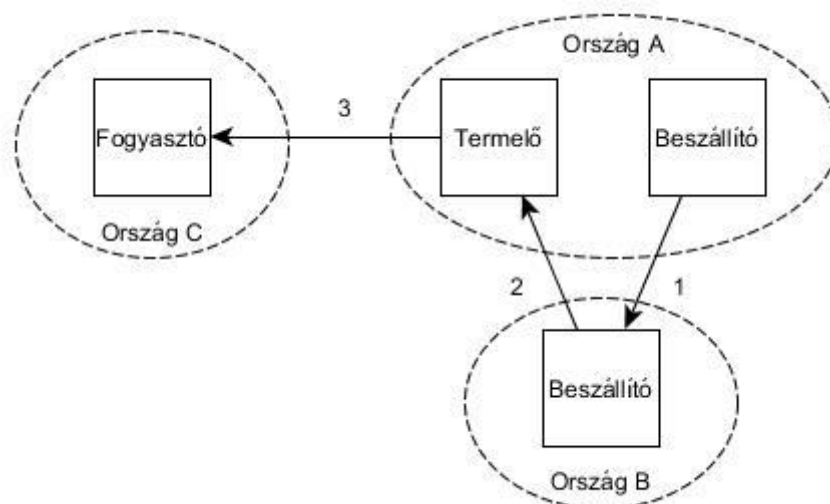 Ország A
Fogyasztó
3
Termelő
Beszállító
Ország C
2
1
Beszállító
Ország B